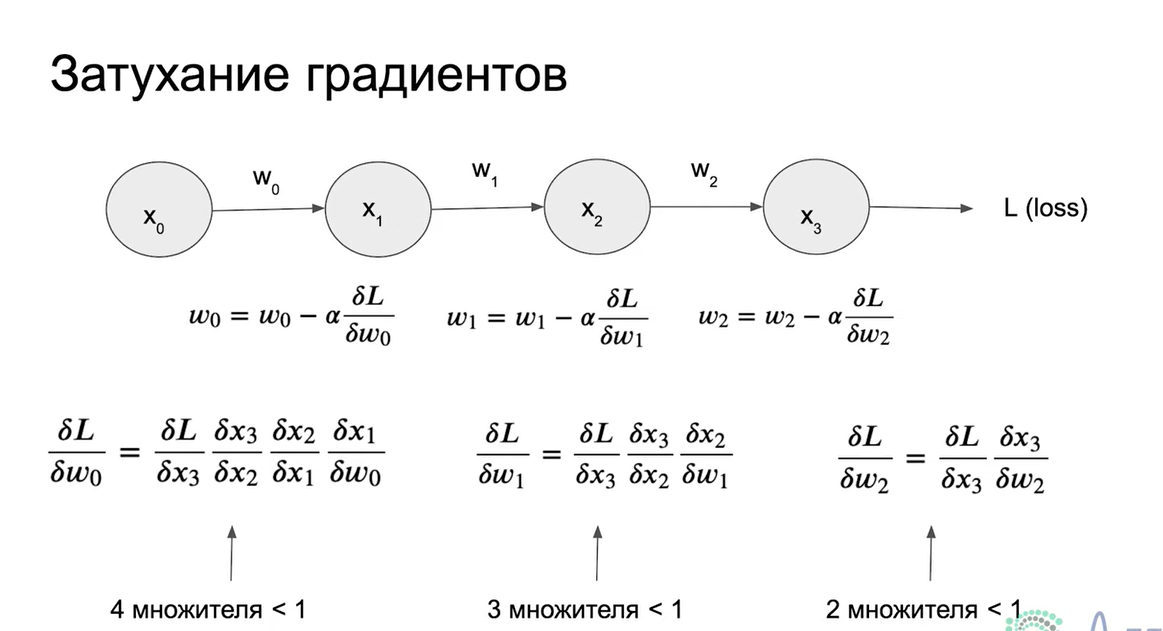 Затухание градиентов
w₀ w₁ w₂
x₀ x₁ x₂ x₃ L (loss)
w₀ = w₀ − α δL/δw₀ w₁ = w₁ − α δL/δw₁ w₂ = w₂ − α δL/δw₂
δL/δw₀ = δL/δx₃ δx₃/δx₂ δx₂/δx₁ δx₁/δw₀ δL/δw₁ = δL/δx₃ δx₃/δx₂ δx₂/δw₁ δL/δw₂ = δL/δx₃ δx₃/δw₂
4 множителя < 1 3 множителя < 1 2 множителя < 1